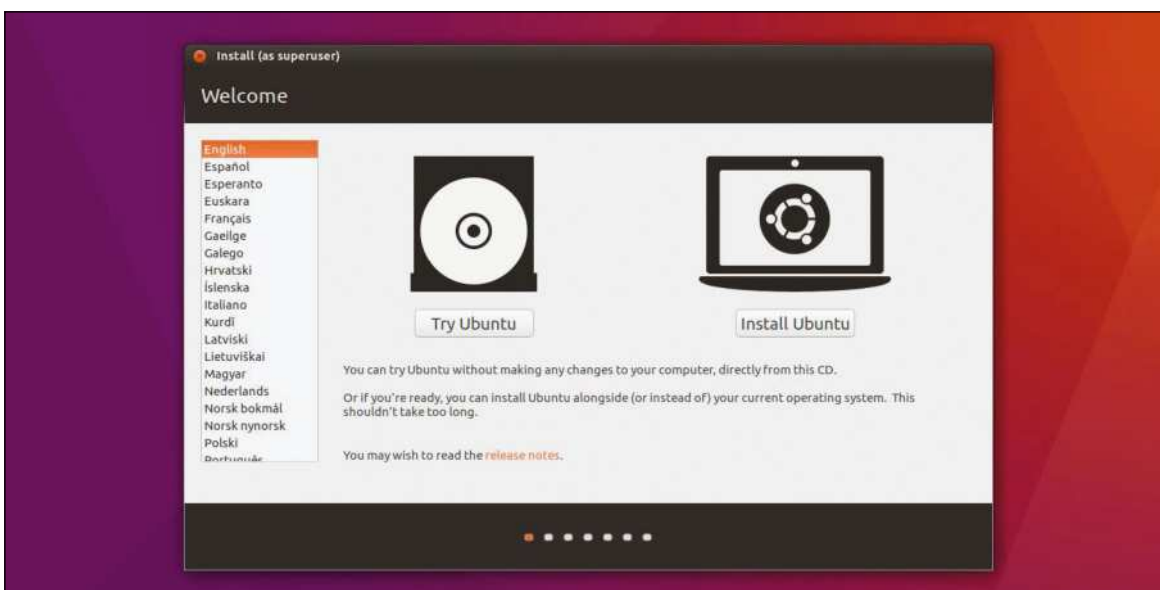 Install (as superuser)
Welcome
English
Español
Esperanto
Euskara
Français
Gaeilge
Galego
Hrvatski
Íslenska
Italiano
Kurdî
Latviski
Lietuviškai
Magyar
Nederlands
Norsk bokmål
Norsk nynorsk
Polski
Português
Try Ubuntu
Install Ubuntu
You can try Ubuntu without making any changes to your computer, directly from this CD.
Or if you're ready, you can install Ubuntu alongside (or instead of) your current operating system. This
shouldn't take too long.
You may wish to read the release notes.